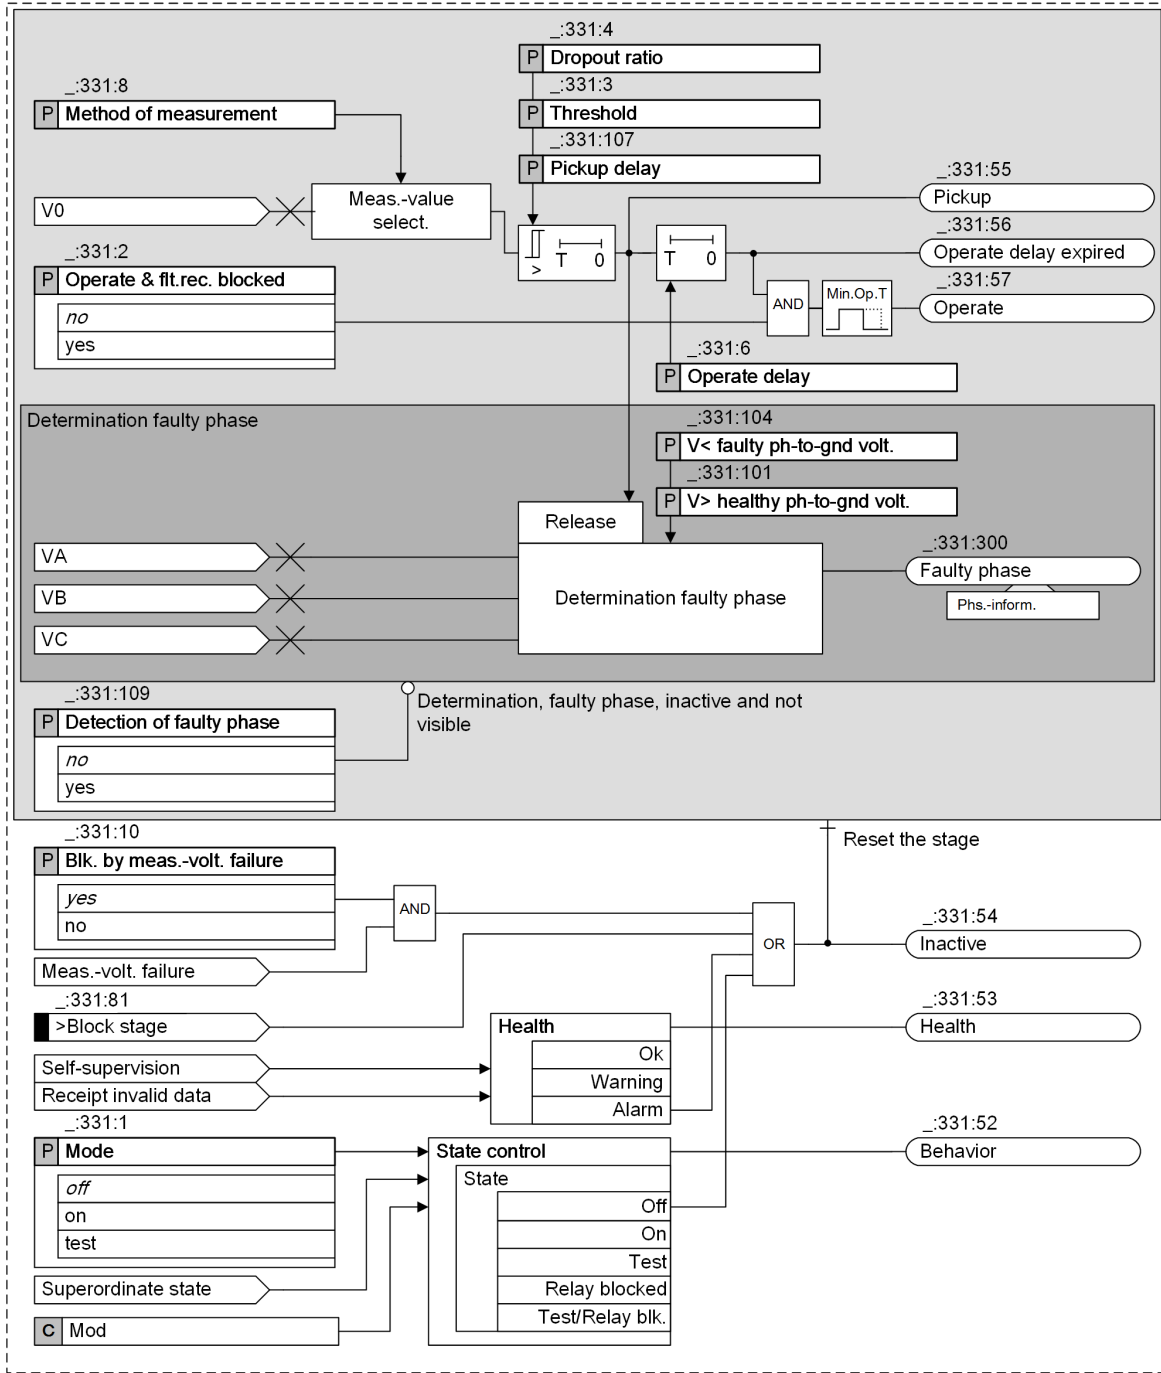 _:331:4
P Dropout ratio
_:331:8
_:331:3
P Method of measurement
P Threshold
_:331:107
P Pickup delay
_:331:55
V0
Meas.-value
select.
Pickup
_:331:56
_:331:2
> T 0
T 0
Operate delay expired
P Operate & flt.rec. blocked
_:331:57
no
yes
AND
Min.Op.T
Operate
_:331:6
P Operate delay
Determination faulty phase
_:331:104
P V< faulty ph-to-gnd volt.
_:331:101
P V> healthy ph-to-gnd volt.
Release
_:331:300
VA
VB
VC
Determination faulty phase
Faulty phase
Phs.-inform.
_:331:109
P Detection of faulty phase
no
yes
Determination, faulty phase, inactive and not
visible
_:331:10
Reset the stage
P Blk. by meas.-volt. failure
yes
no
AND
OR
_:331:54
Inactive
Meas.-volt. failure
_:331:81
>Block stage
_:331:53
Health
Health
Ok
Warning
Alarm
Self-supervision
Receipt invalid data
_:331:1
P Mode
off
on
test
State control
State
Off
On
Test
Relay blocked
Test/Relay blk.
_:331:52
Behavior
Superordinate state
C Mod